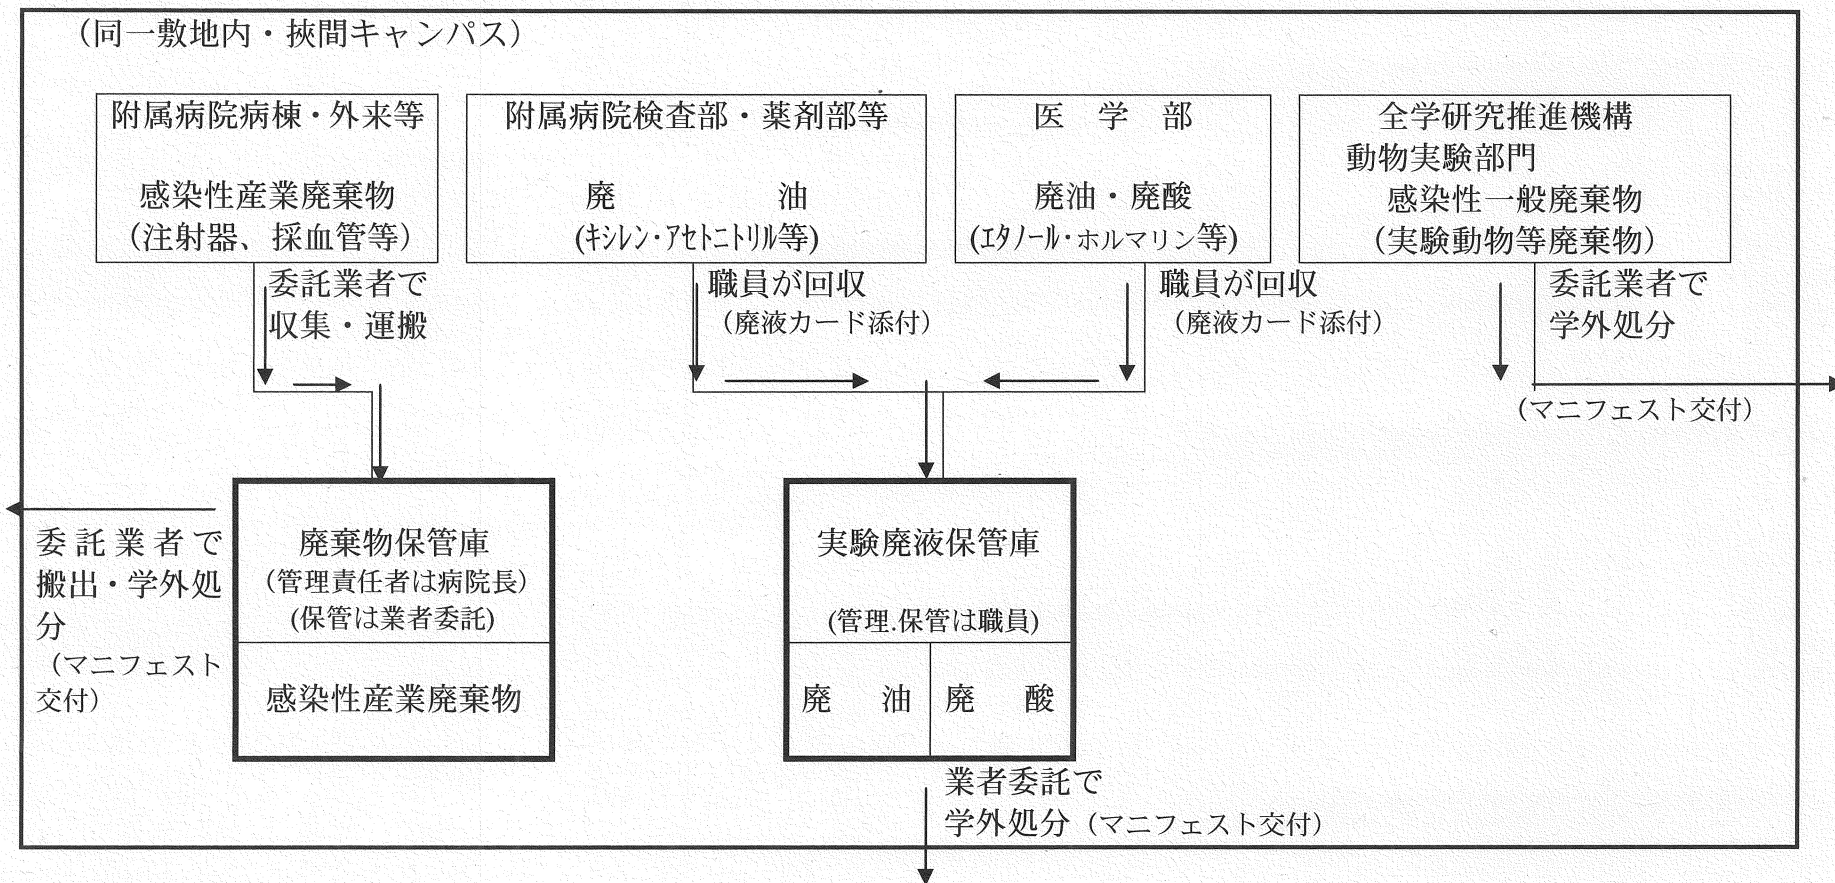 （同一敷地内・挾間キャンパス）
附属病院病棟・外来等
感染性産業廃棄物
（注射器、採血管等）
附属病院検査部・薬剤部等
廃　油
(ｷｼﾚﾝ・ｱｾﾄﾆﾄﾘﾙ等)
医　学　部
廃油・廃酸
(ｴﾀﾉｰﾙ・ホルマリン等)
全学研究推進機構
動物実験部門
感染性一般廃棄物
（実験動物等廃棄物）
委託業者で
収集・運搬
職員が回収
（廃液カード添付）
職員が回収
（廃液カード添付）
委託業者で
学外処分
（マニフェスト交付）
委託業者で
搬出・学外処
分
（マニフェスト
交付）
廃棄物保管庫
（管理責任者は病院長）
(保管は業者委託)
感染性産業廃棄物
実験廃液保管庫
(管理.保管は職員)
廃　油
廃　酸
業者委託で
学外処分（マニフェスト交付）